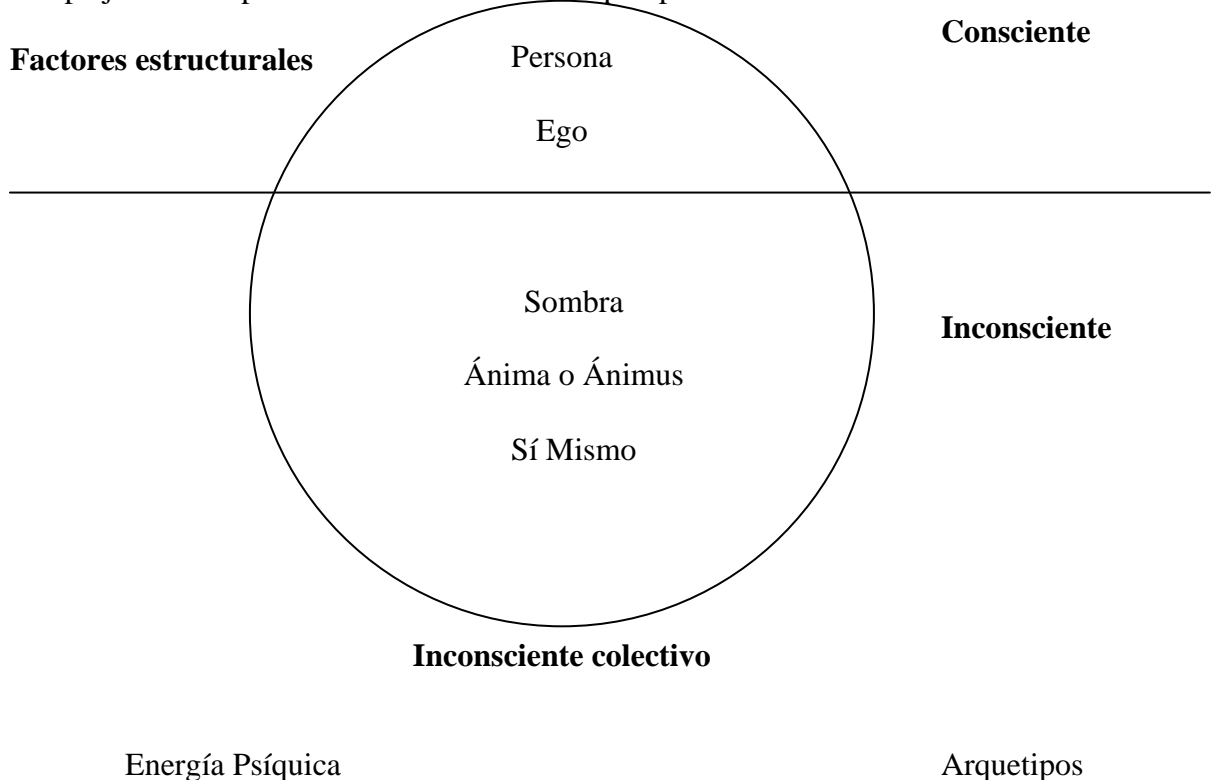 Consciente
Factores estructurales
Persona
Ego
Sombra
Inconsciente
Ánima o Ánimus
Sí Mismo
Inconsciente colectivo
Energía Psíquica
Arquetipos